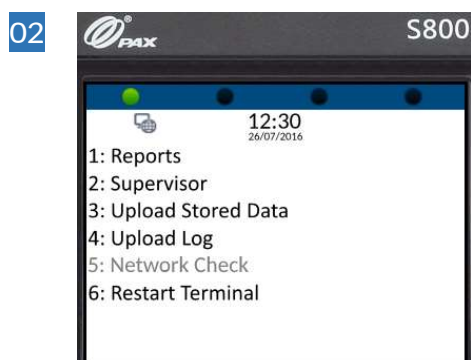 02
PAX
S800
12:30
26/07/2016
1: Reports
2: Supervisor
3: Upload Stored Data
4: Upload Log
5: Network Check
6: Restart Terminal